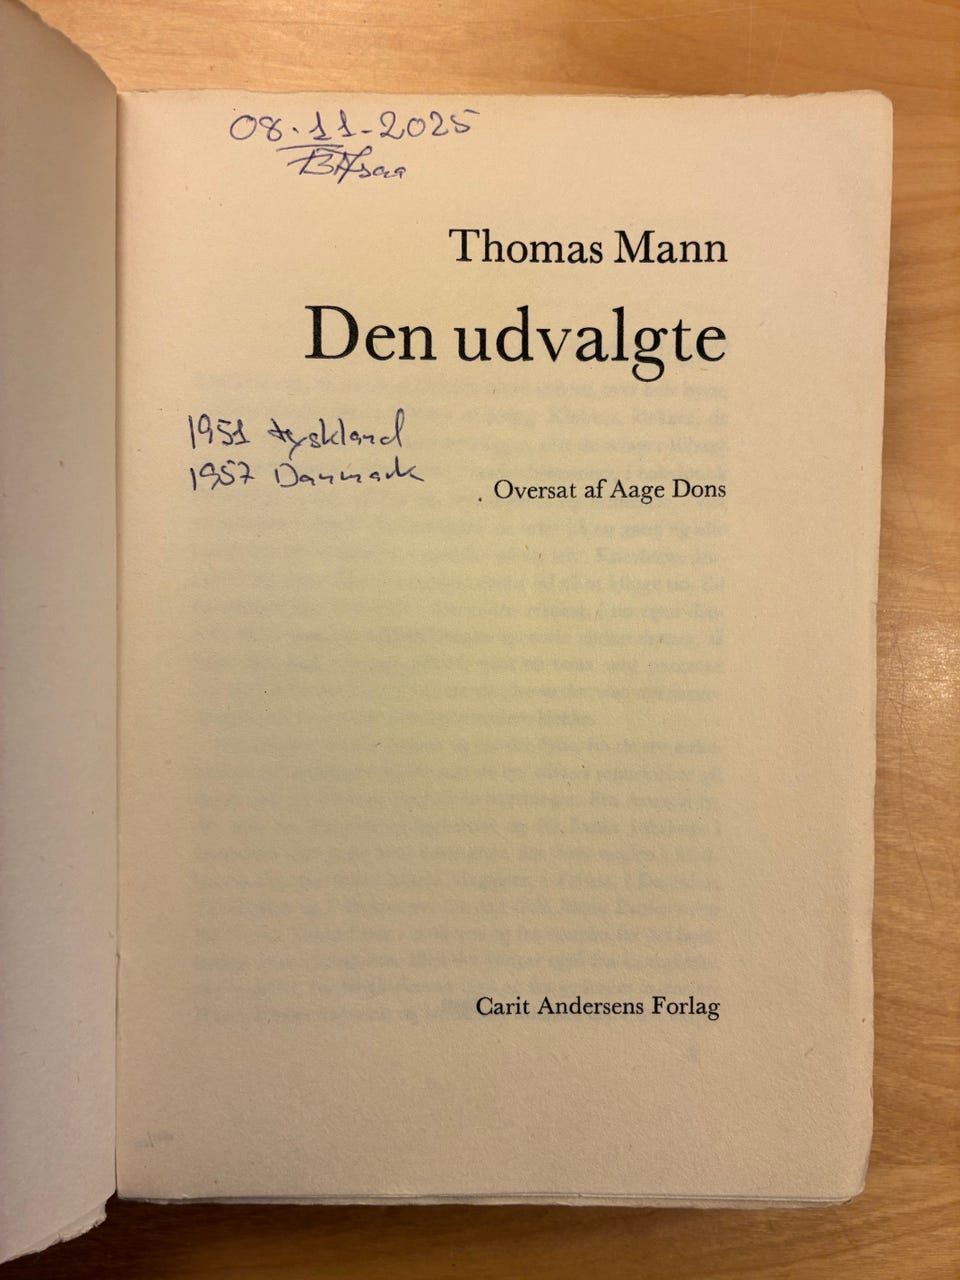 08.11-2025
Thomas Mann
Den udvalgte
1951 tyskland
1957 Danmark
Oversat af Aage Dons
Carit Andersens Forlag